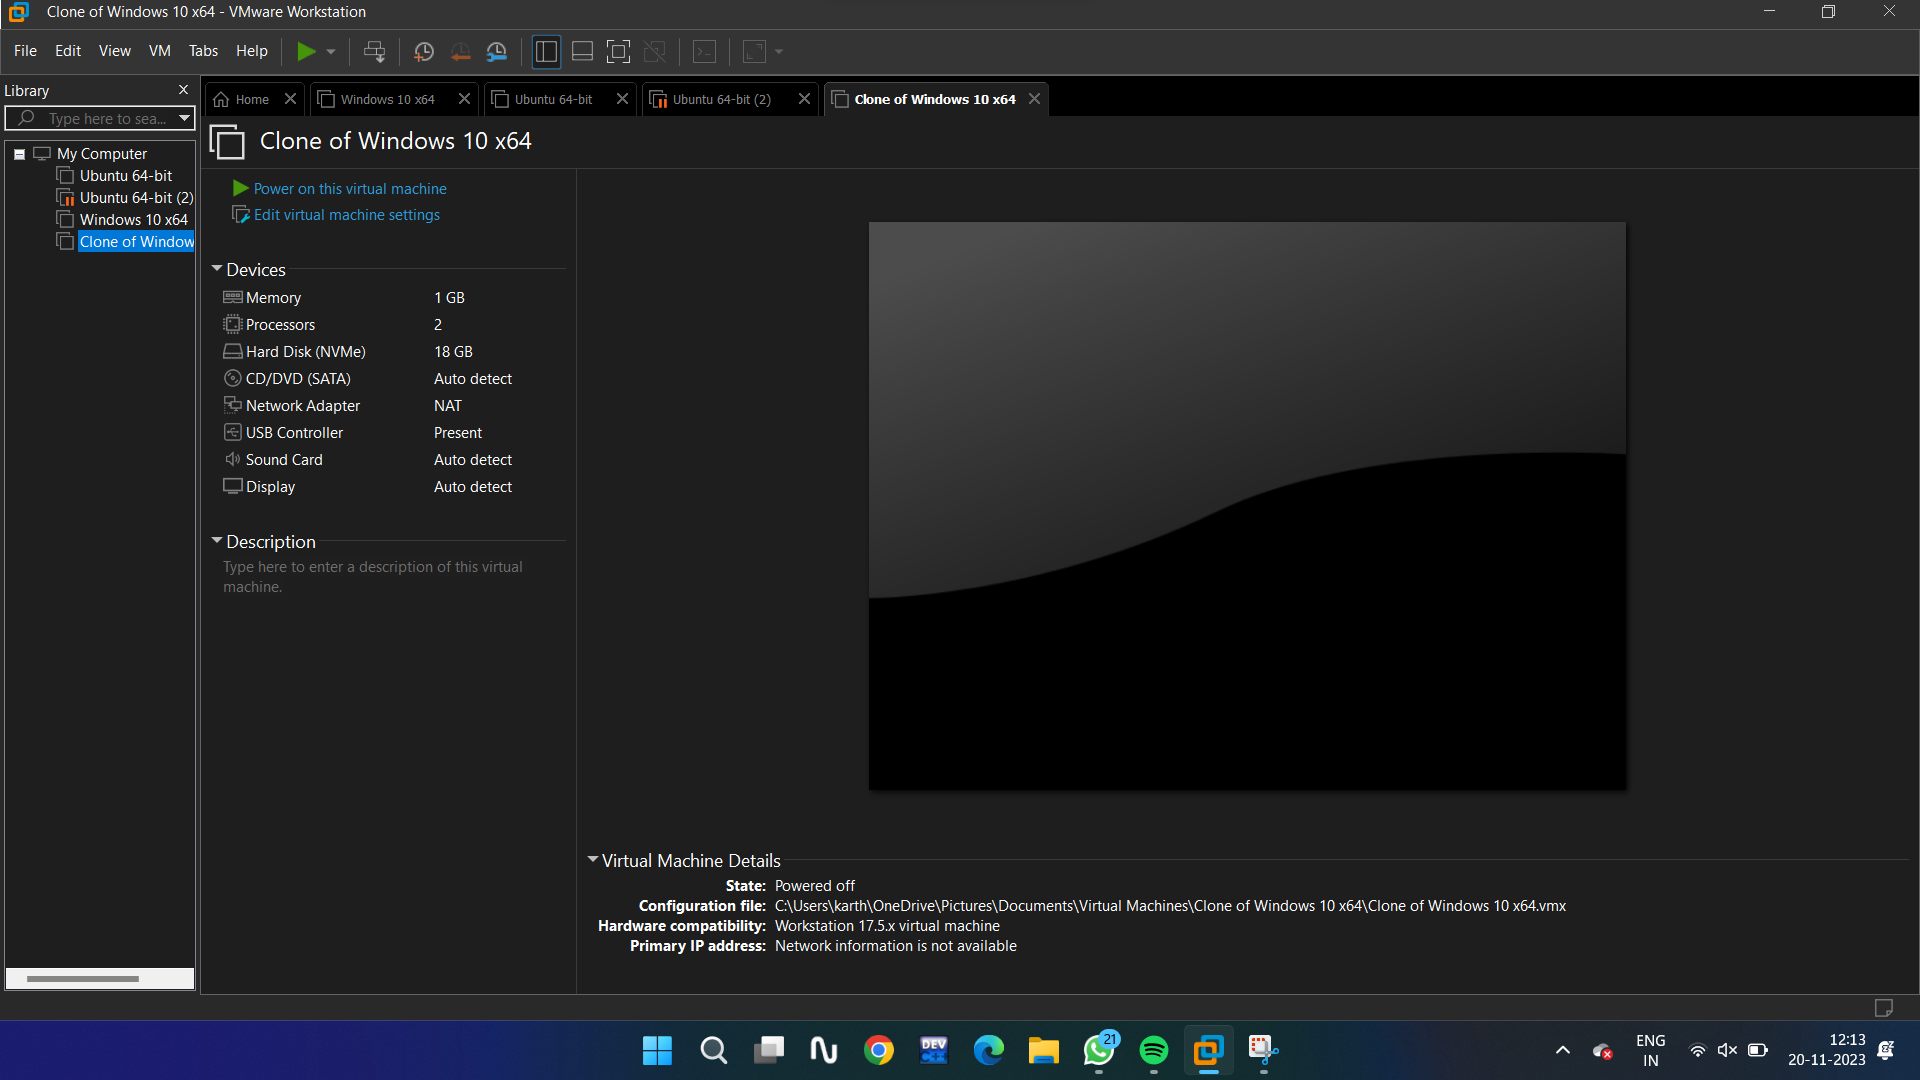 Clone of Windows 10 x64 - VMware Workstation
File Edit View VM Tabs Help
Library
Type here to sea...
My Computer
Ubuntu 64-bit
Ubuntu 64-bit (2)
Windows 10 x64
Clone of Window
Home Windows 10 x64 Ubuntu 64-bit Ubuntu 64-bit (2) Clone of Windows 10 x64
Clone of Windows 10 x64
Power on this virtual machine
Edit virtual machine settings
Devices
Memory 1 GB
Processors 2
Hard Disk (NVMe) 18 GB
CD/DVD (SATA) Auto detect
Network Adapter NAT
USB Controller Present
Sound Card Auto detect
Display Auto detect
Description
Type here to enter a description of this virtual
machine.
Virtual Machine Details
State: Powered off
Configuration file: C:\Users\karth\OneDrive\Pictures\Documents\Virtual Machines\Clone of Windows 10 x64\Clone of Windows 10 x64.vmx
Hardware compatibility: Workstation 17.5.x virtual machine
Primary IP address: Network information is not available
DEV
C++
21
ENG
IN
12:13
20-11-2023